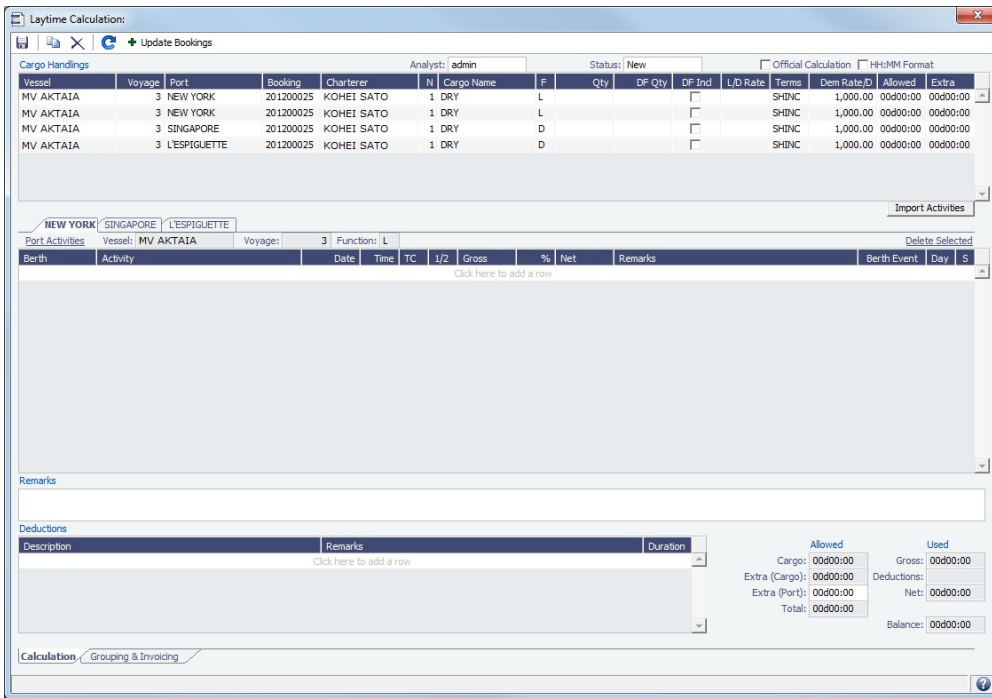 Laytime Calculation:
+ Update Bookings
Cargo Handlings Analyst: admin Status: New Official Calculation HH:MM Format
Vessel Voyage Port Booking Charterer N Cargo Name F Qty DF Qty DF Incl L/D Rate Terms Dem Rate/D Allowed Extra
MV AKTAIA 3 NEW YORK 201200025 KOHEI SATO 1 DRY L SHINC 1,000.00 00d00:00 00d00:00
MV AKTAIA 3 NEW YORK 201200025 KOHEI SATO 1 DRY L SHINC 1,000.00 00d00:00 00d00:00
MV AKTAIA 3 SINGAPORE 201200025 KOHEI SATO 1 DRY D SHINC 1,000.00 00d00:00 00d00:00
MV AKTAIA 3 L'ESPIGUETTE 201200025 KOHEI SATO 1 DRY D SHINC 1,000.00 00d00:00 00d00:00
Import Activities
NEW YORK SINGAPORE L'ESPIGUETTE
Port Activities Vessel: MV AKTAIA Voyage: 3 Function: L Delete Selected
Berth Activity Date Time TC 1/2 Gross % Net Remarks Berth Event Day S
Click here to add a row
Remarks
Deductions
Description Remarks Duration
Click here to add a row
Allowed Used
Cargo: 00d00:00 Gross: 00d00:00
Extra (Cargo): 00d00:00 Deductions:
Extra (Port): 00d00:00 Net: 00d00:00
Total: 00d00:00
Balance: 00d00:00
Calculation Grouping & Invoicing